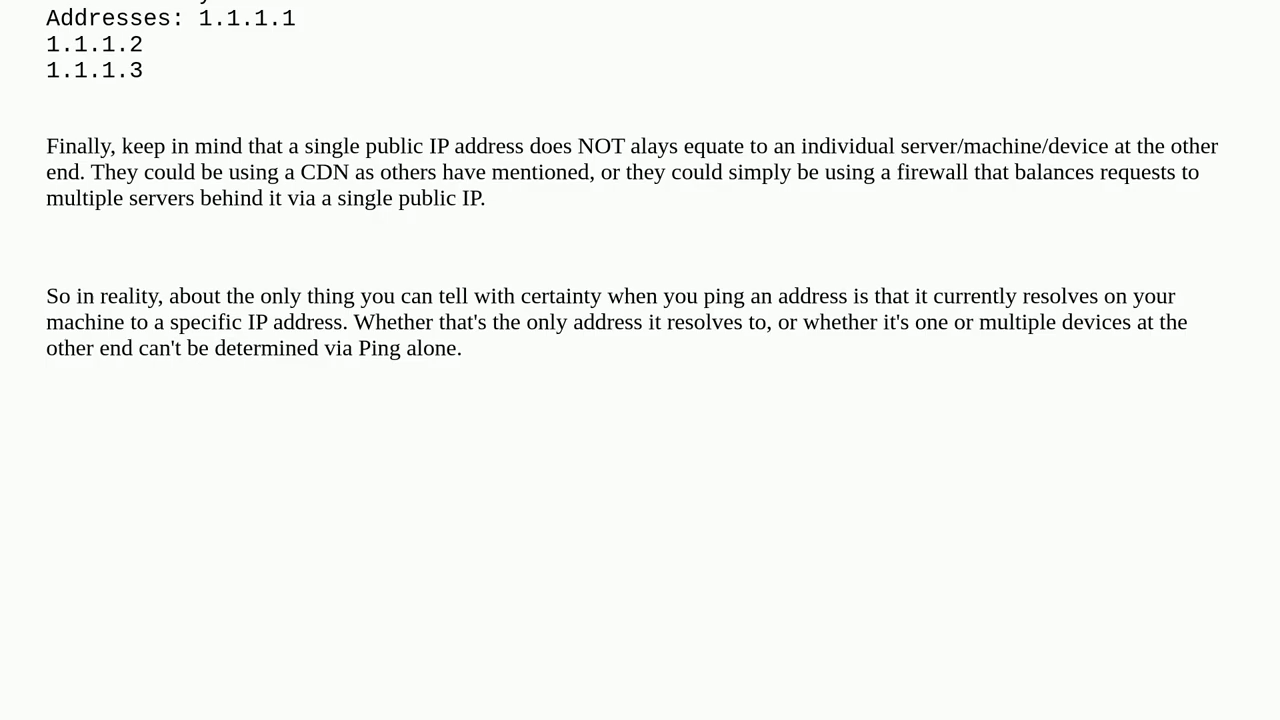 Addresses: 1.1.1.1
1.1.1.2
1.1.1.3
Finally, keep in mind that a single public IP address does NOT alays equate to an individual server/machine/device at the other
end. They could be using a CDN as others have mentioned, or they could simply be using a firewall that balances requests to
multiple servers behind it via a single public IP.
So in reality, about the only thing you can tell with certainty when you ping an address is that it currently resolves on your
machine to a specific IP address. Whether that's the only address it resolves to, or whether it's one or multiple devices at the
other end can't be determined via Ping alone.